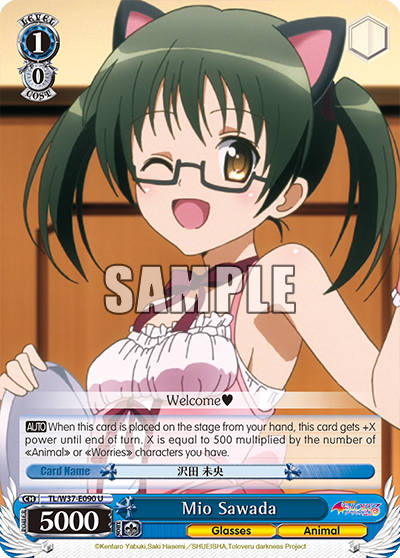 LEVEL
1
0
COST
SAMPLE
Welcome♥
AUTO When this card is placed on the stage from your hand, this card gets +X
power until end of turn. X is equal to 500 multiplied by the number of
«Animal» or «Worries» characters you have.
Card Name 沢田 未央
CH TL/W37-E090 U
POWER 5000 SOUL Mio Sawada
Glasses Animal
©Kentaro Yabuki,Saki Hasemi / SHUEISHA,Toloveru darkness Project